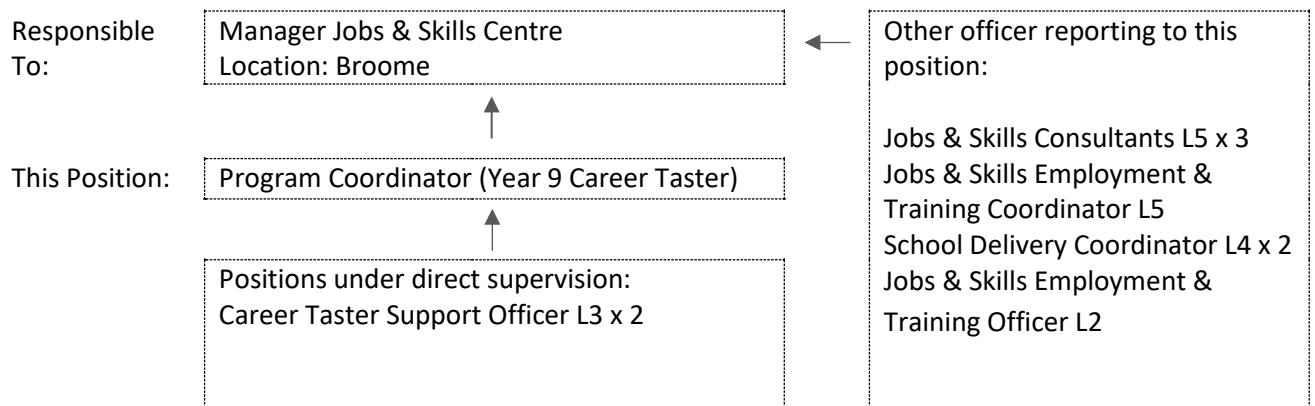 Responsible
To:
Manager Jobs & Skills Centre
Location: Broome
This Position:
Program Coordinator (Year 9 Career Taster)
Positions under direct supervision:
Career Taster Support Officer L3 x 2
Other officer reporting to this
position:
Jobs & Skills Consultants L5 x 3
Jobs & Skills Employment &
Training Coordinator L5
School Delivery Coordinator L4 x 2
Jobs & Skills Employment &
Training Officer L2